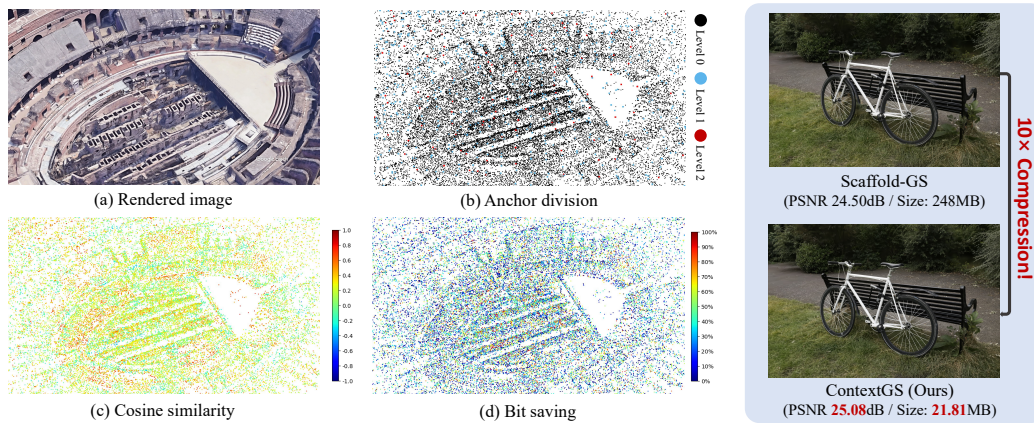 (a) Rendered image
Level 0
Level 1
Level 2
(b) Anchor division
1.0
0.8
0.6
0.4
0.2
0.0
-0.2
-0.4
-0.6
-0.8
-1.0
(c) Cosine similarity
100%
90%
80%
70%
60%
50%
40%
30%
20%
10%
0%
(d) Bit saving
Scaffold-GS
(PSNR 24.50dB / Size: 248MB)
10× Compression!
ContextGS (Ours)
(PSNR 25.08dB / Size: 21.81MB)